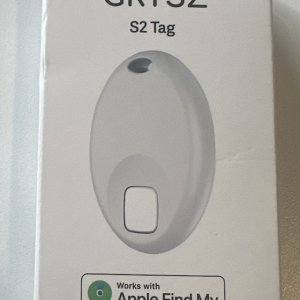 S2 Tag
Works with
Apple Find My